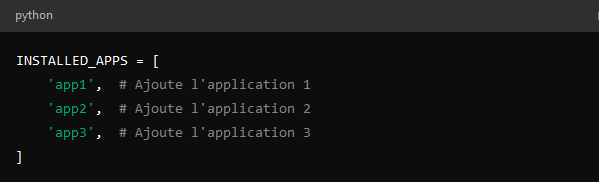 python
INSTALLED_APPS = [
    'app1',  # Ajoute l'application 1
    'app2',  # Ajoute l'application 2
    'app3',  # Ajoute l'application 3
]